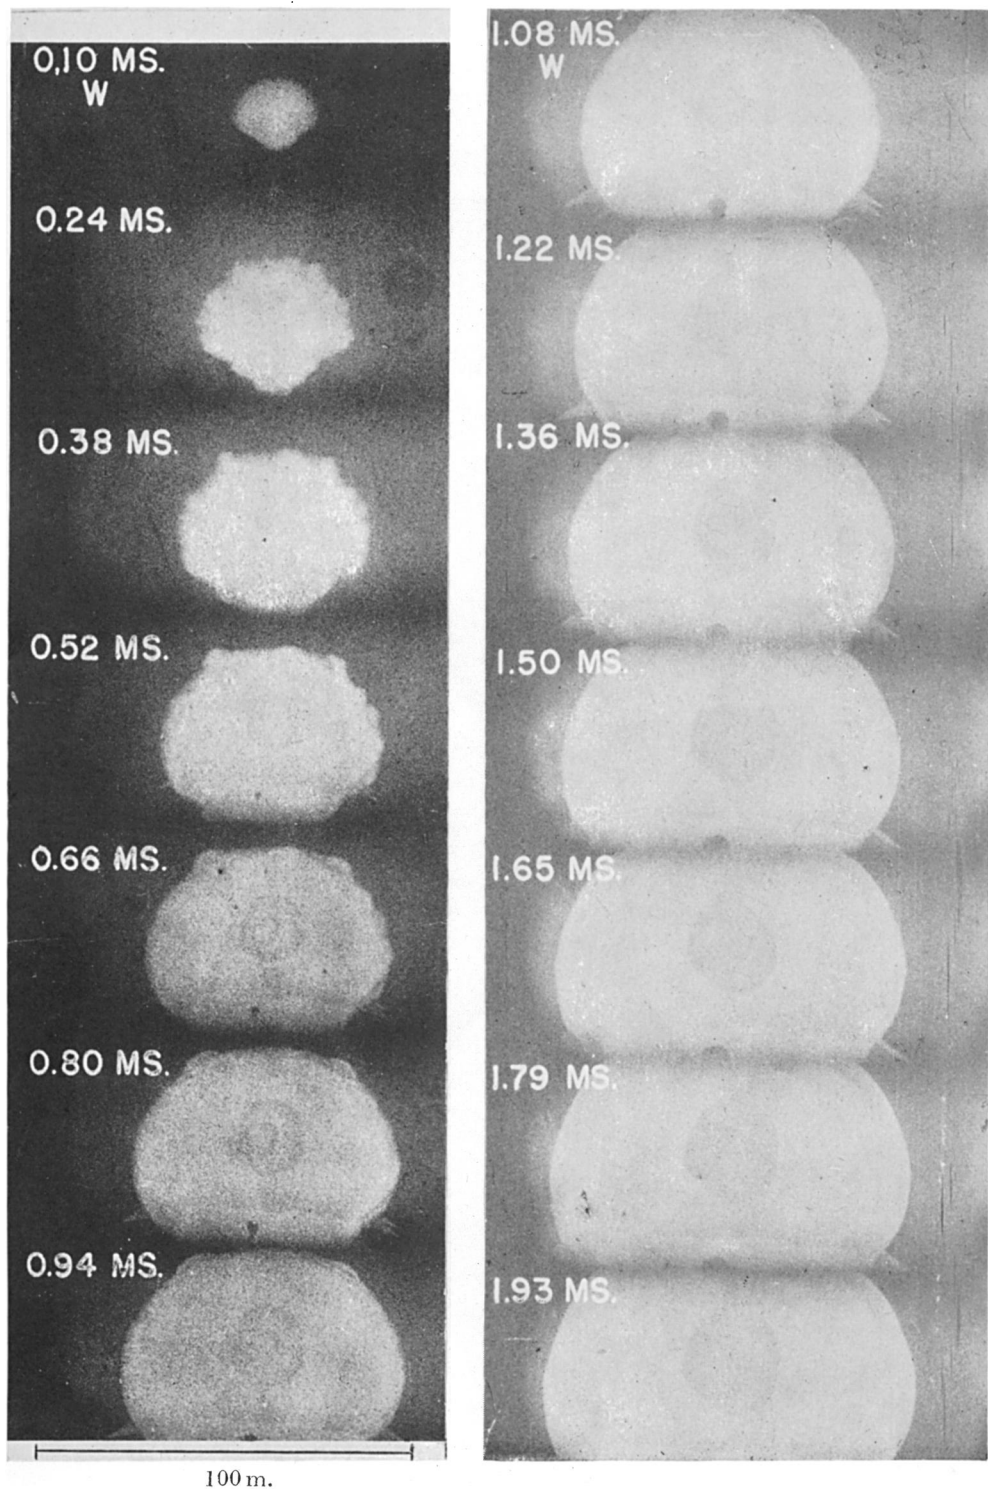 0,10 MS.
W
0.24 MS.
0.38 MS.
0.52 MS.
0.66 MS.
0.80 MS.
0.94 MS.
100 m.
1.08 MS.
W
1.22 MS.
1.36 MS.
1.50 MS.
1.65 MS.
1.79 MS.
1.93 MS.